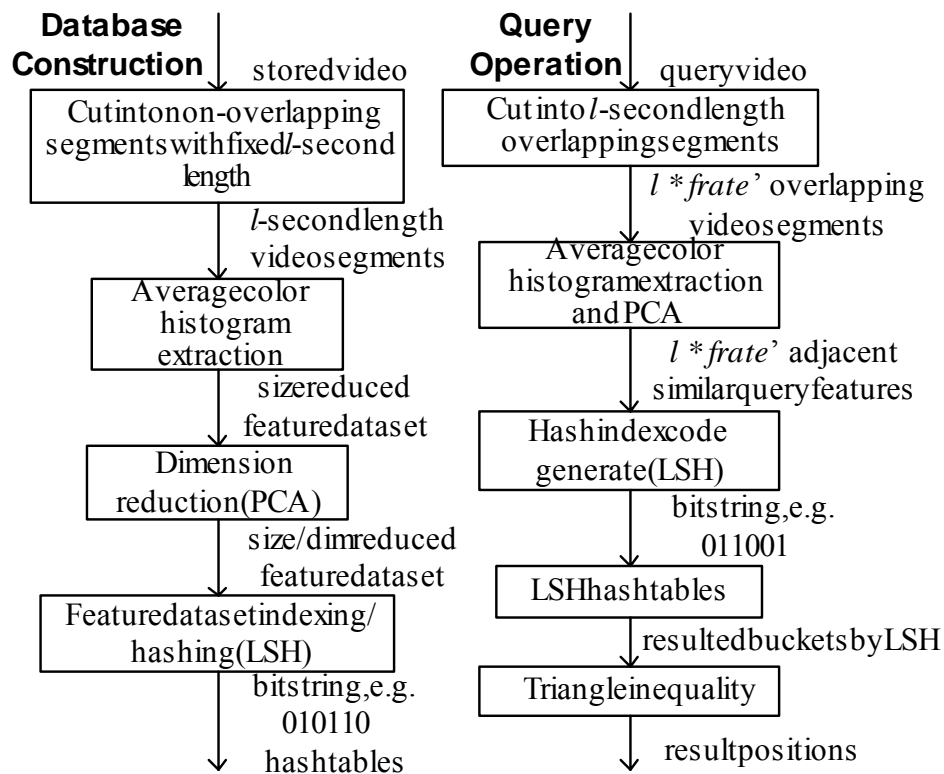 Database
Construction
storedvideo
Cutintonon-overlapping
segmentswithfixedl-second
length
l-secondlength
videosegments
Averagecolor
histogram
extraction
sizereduced
featuredataset
Dimension
reduction(PCA)
size/dimreduced
featuredataset
Featuredatasetindexing/
hashing(LSH)
bitstring,e.g.
010110
hashtables
Query
Operation
queryvideo
Cutintol-secondlength
overlappingsegments
l *frate’ overlapping
videosegments
Averagecolor
histogramextraction
andPCA
l *frate’ adjacent
similarqueryfeatures
Hashindexcode
generate(LSH)
bitstring,e.g.
011001
LSHhashtables
resultedbucketsbyLSH
Triangleinequality
resultpositions